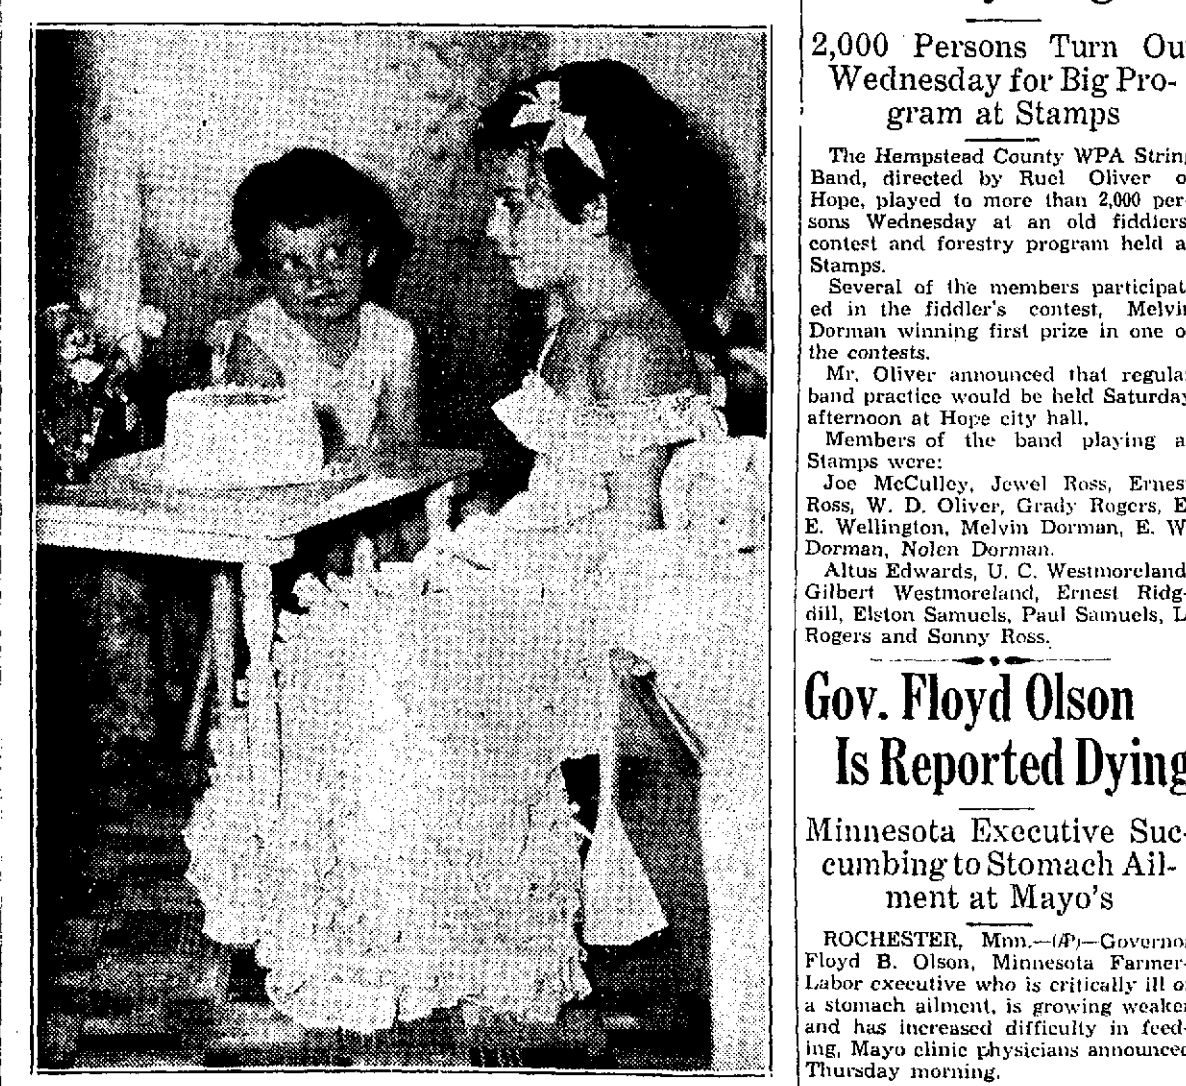 2,000 Persons Turn Ou
Wednesday for Big Pro-
gram at Stamps
The Hempstead County WPA Strin
Band, directed by Ruel Oliver o
Hope, played to more than 2,000 per-
sons Wednesday at an old fiddlers
contest and forestry program held a
Stamps.
Several of the members participat-
ed in the fiddler's contest, Melvi
Dorman winning first prize in one o
the contests.
Mr. Oliver announced that regula
band practice would be held Saturday
afternoon at Hope city hall.
Members of the band playing a
Stamps were:
Joe McCulley, Jewel Ross, Ernes
Ross, W. D. Oliver, Grady Rogers, E
E. Wellington, Melvin Dorman, E. W
Dorman, Nolen Dorman.
Altus Edwards, U. C. Westmoreland
Gilbert Westmoreland, Ernest Ridg-
dill, Elston Samuels, Paul Samuels, L
Rogers and Sonny Ross.
Gov. Floyd Olson
Is Reported Dying
Minnesota Executive Suc-
cumbing to Stomach Ail-
ment at Mayo's
ROCHESTER, Mnn.—(AP)—Governo
Floyd B. Olson, Minnesota Farmer-
Labor executive who is critically ill o
a stomach ailment, is growing weaker
and has increased difficulty in feed-
ing, Mayo clinic physicians announced
Thursday morning.